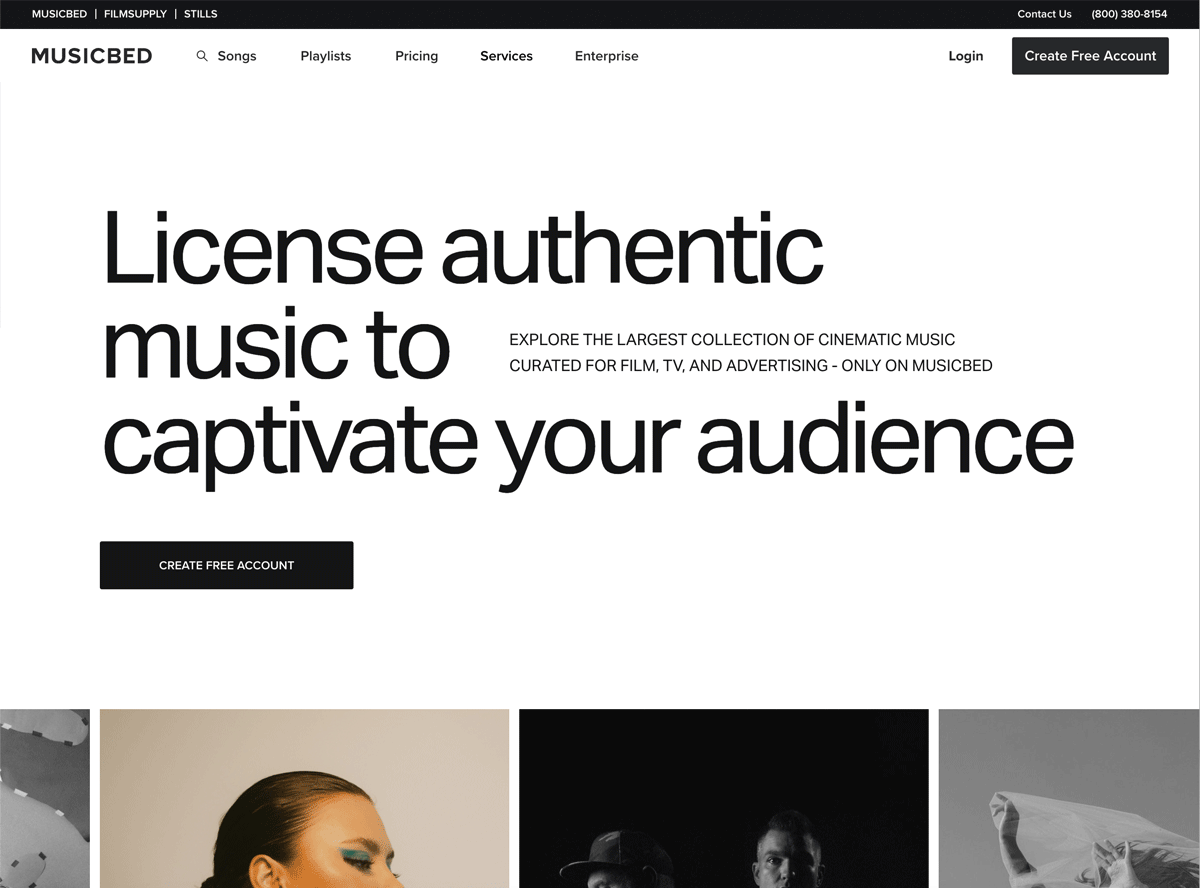 MUSICBED | FILMSUPPLY | STILLS
Contact Us
(800) 380-8154
MUSICBED
Songs
Playlists
Pricing
Services
Enterprise
Login
Create Free Account
License authentic
music to
EXPLORE THE LARGEST COLLECTION OF CINEMATIC MUSIC
CURATED FOR FILM, TV, AND ADVERTISING - ONLY ON MUSICBED
captivate your audience
CREATE FREE ACCOUNT